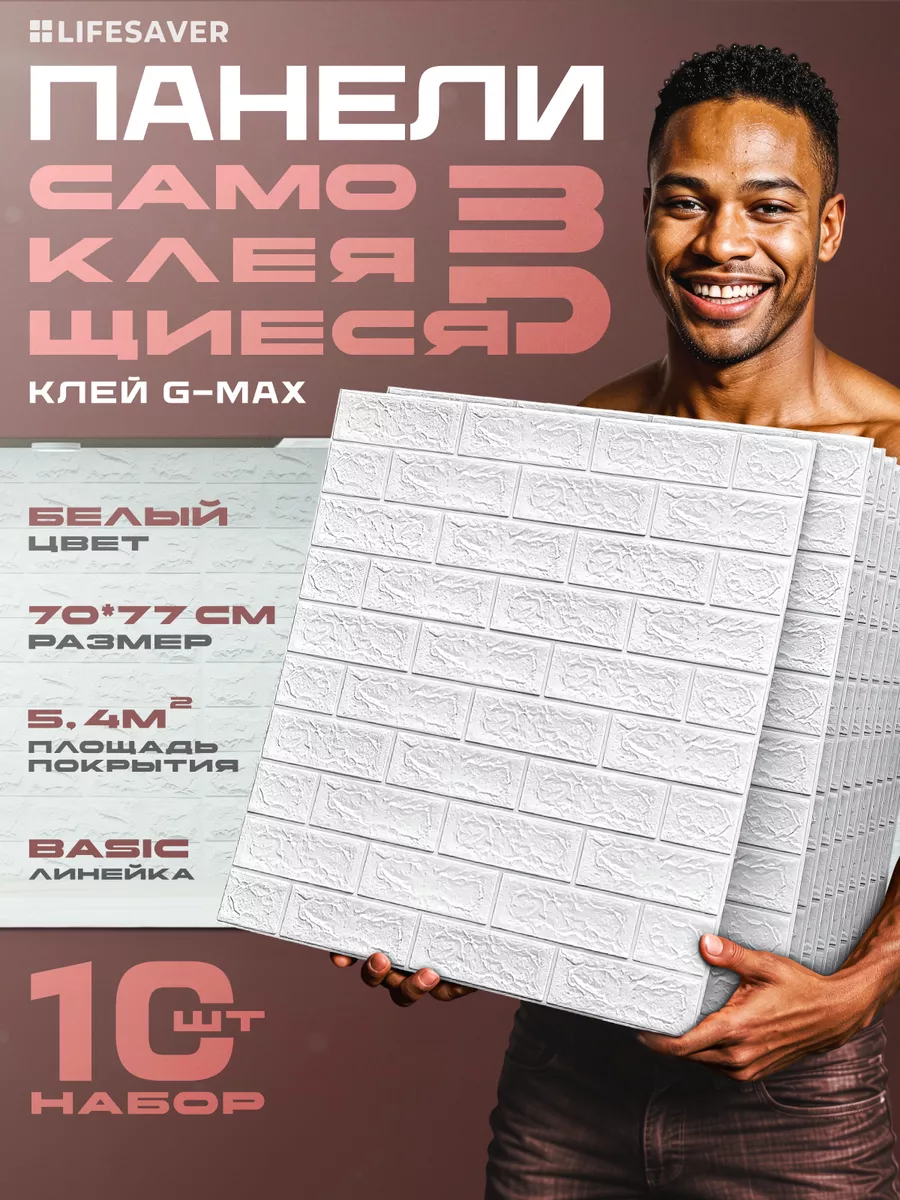 LIFESAVER
ПАНЕЛИ
САМО
КЛЕЯ
ЩИЕСЯ
3D
КЛЕЙ G-MAX
БЕЛЫЙ
ЦВЕТ
70*77 СМ
РАЗМЕР
5,4М²
ПЛОЩАДЬ
ПОКРЫТИЯ
BASIC
ЛИНЕЙКА
10 ШТ
НАБОР